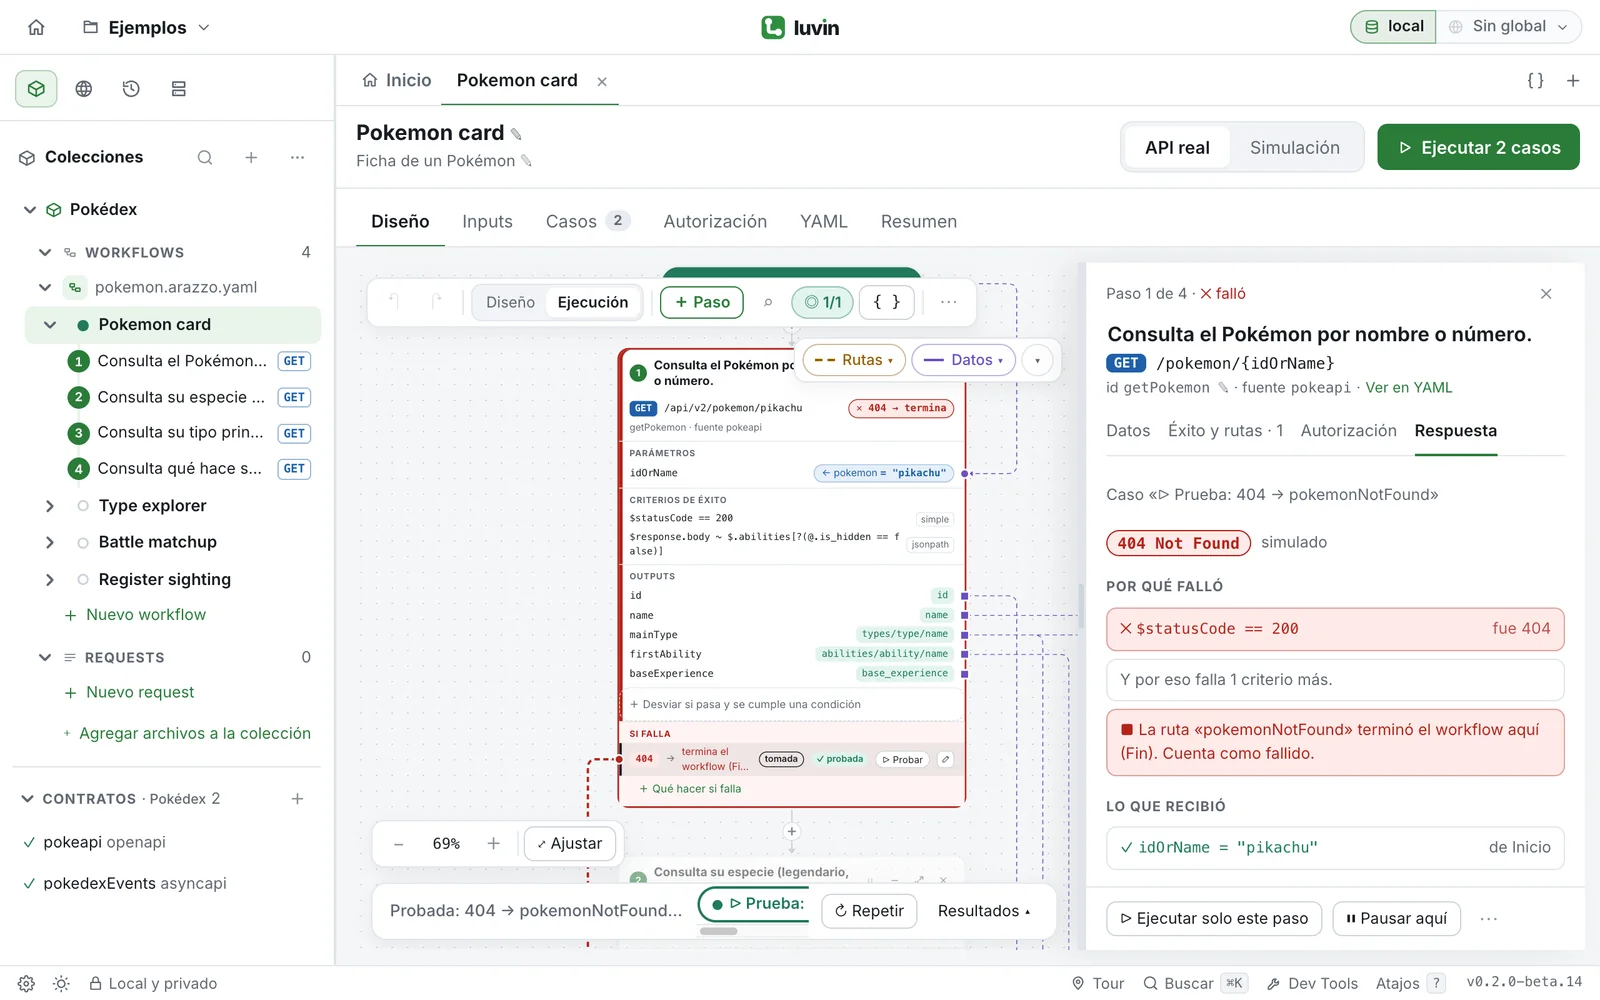 Ejemplos
luvin
local
Sin global
Inicio
Pokemon card
Colecciones
Pokédex
WORKFLOWS 4
pokemon.arazzo.yaml
Pokemon card
1 Consulta el Pokémon... GET
2 Consulta su especie ... GET
3 Consulta su tipo prin... GET
4 Consulta qué hace s... GET
Type explorer
Battle matchup
Register sighting
+ Nuevo workflow
REQUESTS 0
+ Nuevo request
+ Agregar archivos a la colección
CONTRATOS · Pokédex 2
pokeapi openapi
pokedexEvents asyncapi
Pokemon card
Ficha de un Pokémon
API real
Simulación
Ejecutar 2 casos
Diseño
Inputs
Casos 2
Autorización
YAML
Resumen
Diseño
Ejecución
+ Paso
1/1
{ }
Rutas
Datos
1 Consulta el Pokémon po
o número.
GET /api/v2/pokemon/pikachu
× 404 → termina
getPokemon · fuente pokeapi
PARÁMETROS
idOrName
← pokemon = "pikachu"
CRITERIOS DE ÉXITO
$statusCode == 200
simple
$response.body ~ $.abilities[?(@.is_hidden == f
alse)]
jsonpath
OUTPUTS
id id
name name
mainType types/type/name
firstAbility abilities/ability/name
baseExperience base_experience
+ Desviar si pasa y se cumple una condición
SI FALLA
404 → termina el
workflow (Fi...
tomada
✓ probada
Probar
+ Qué hacer si falla
− 69% +
Ajustar
2 Consulta su especie (legendario,
Probada: 404 → pokemonNotFound...
Prueba:
Repetir
Resultados
Paso 1 de 4 · × falló
Consulta el Pokémon por nombre o número.
GET /pokemon/{idOrName}
id getPokemon · fuente pokeapi · Ver en YAML
Datos
Éxito y rutas · 1
Autorización
Respuesta
Caso «▷ Prueba: 404 → pokemonNotFound»
404 Not Found simulado
POR QUÉ FALLÓ
× $statusCode == 200 fue 404
Y por eso falla 1 criterio más.
La ruta «pokemonNotFound» terminó el workflow aquí
(Fin). Cuenta como fallido.
LO QUE RECIBIÓ
✓ idOrName = "pikachu" de Inicio
Ejecutar solo este paso
Pausar aquí
Local y privado
Tour
Buscar ⌘K
Dev Tools
Atajos ?
v0.2.0-beta.14